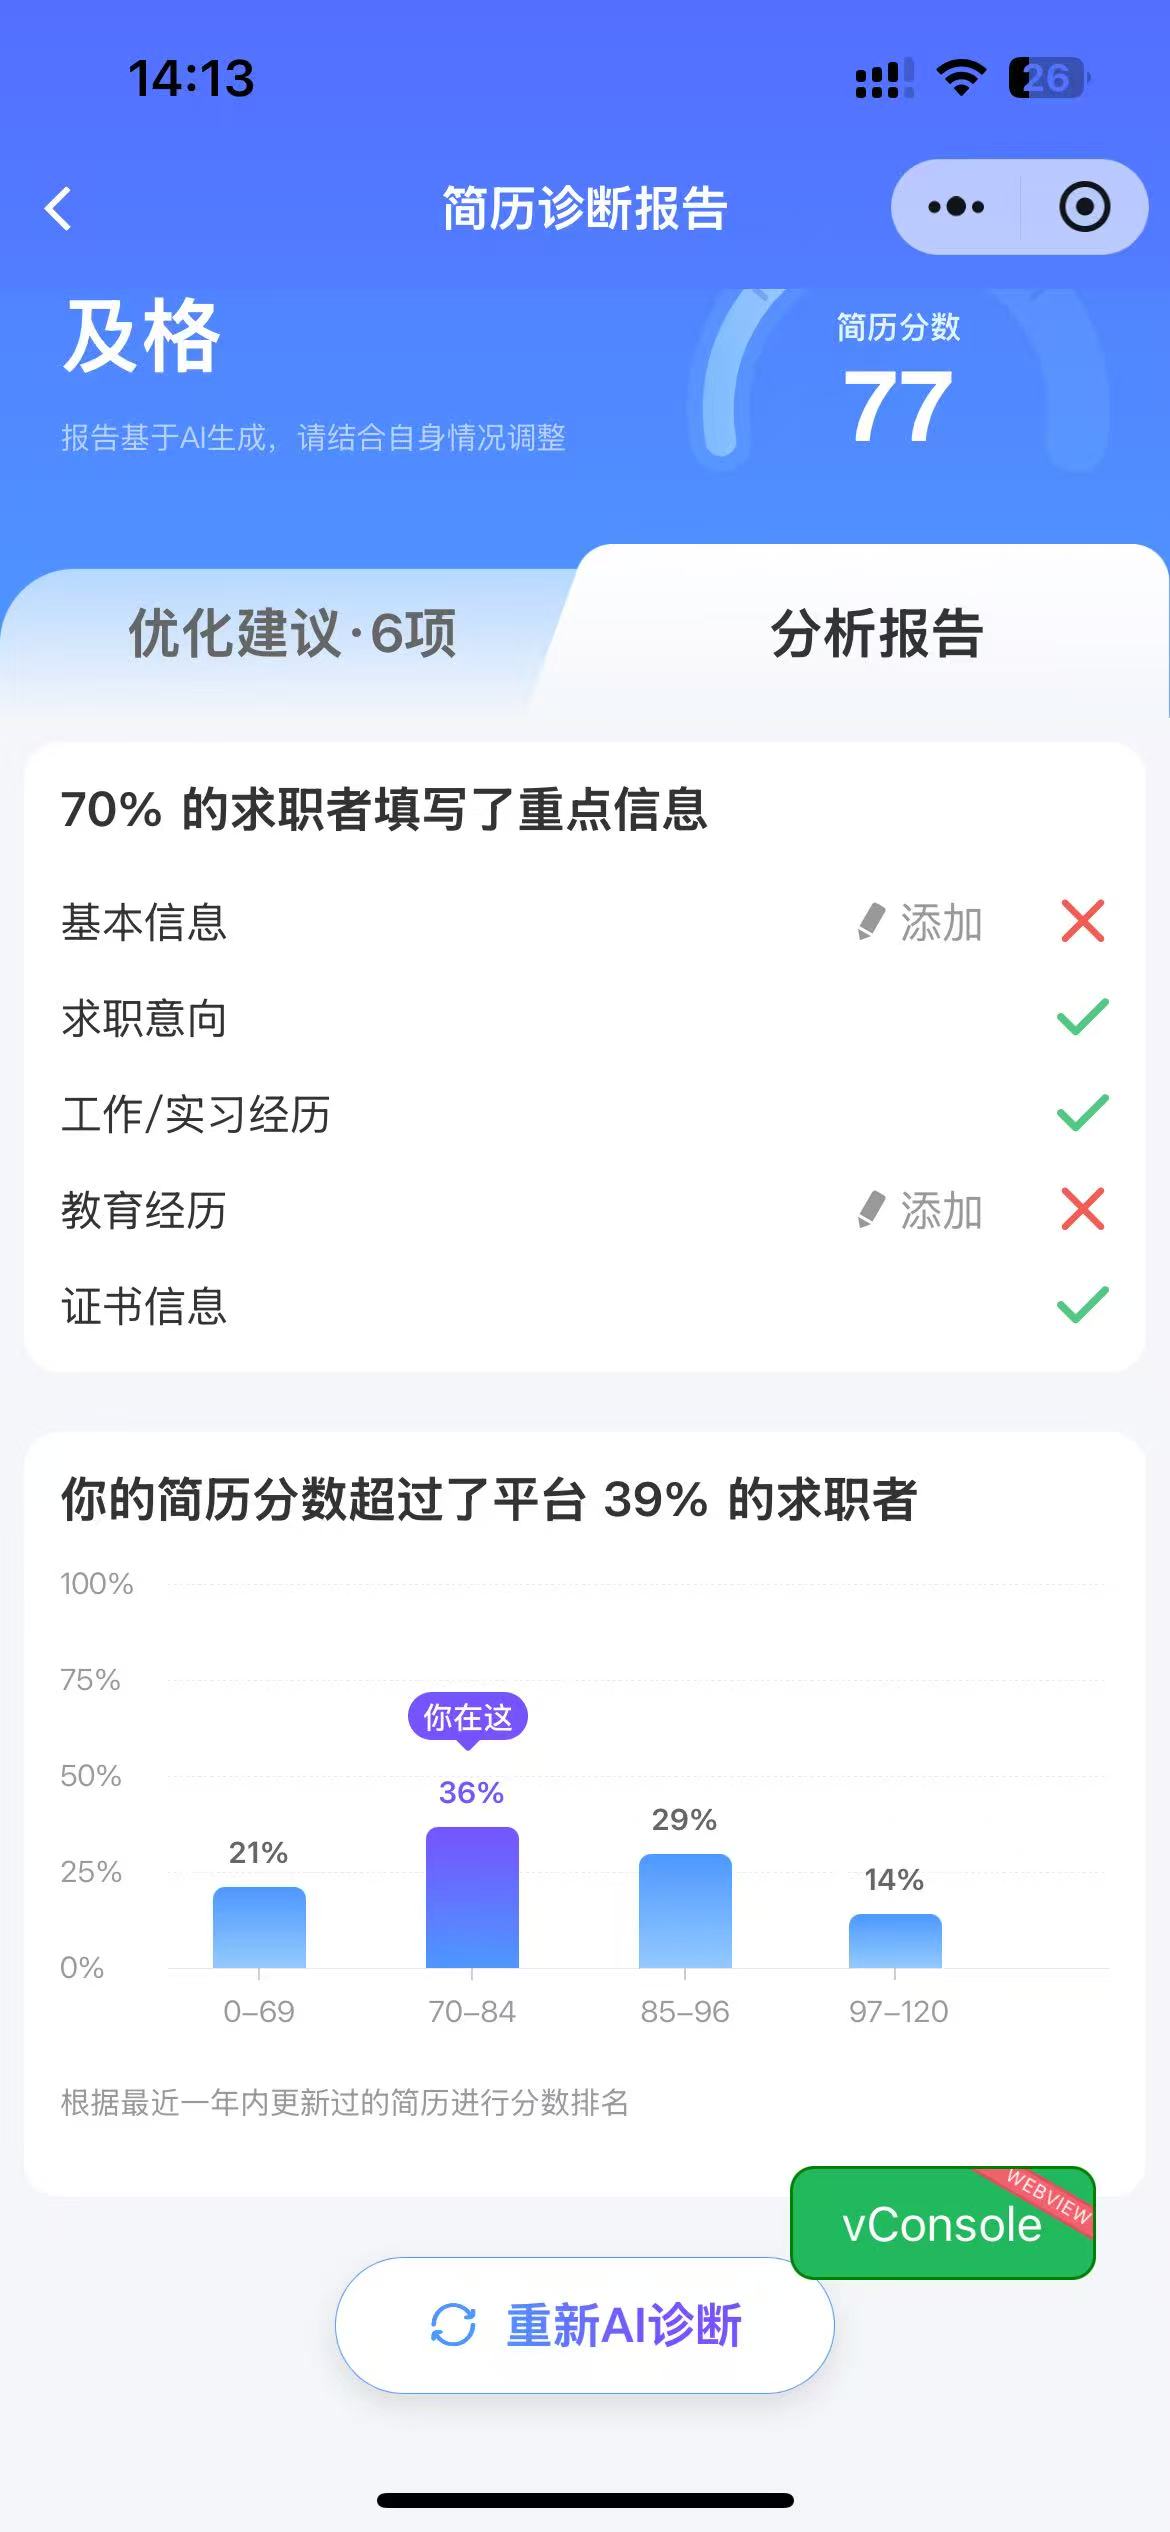 14:13
26
简历诊断报告
及格
简历分数
77
报告基于AI生成，请结合自身情况调整
优化建议·6项
分析报告
70% 的求职者填写了重点信息
基本信息 添加
求职意向
工作/实习经历
教育经历 添加
证书信息
你的简历分数超过了平台 39% 的求职者
100%
75%
你在这
50%
36%
29%
21%
25%
14%
0%
0–69 70–84 85–96 97–120
根据最近一年内更新过的简历进行分数排名
WEBVIEW
vConsole
重新AI诊断